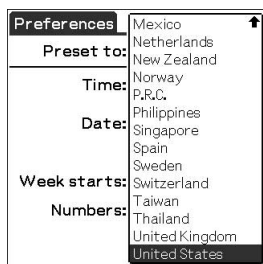 Preferences
Preset to:
Time:
Date:
Week starts:
Numbers:
Mexico
Netherlands
New Zealand
Norway
P.R.C.
Philippines
Singapore
Spain
Sweden
Switzerland
Taiwan
Thailand
United Kingdom
United States